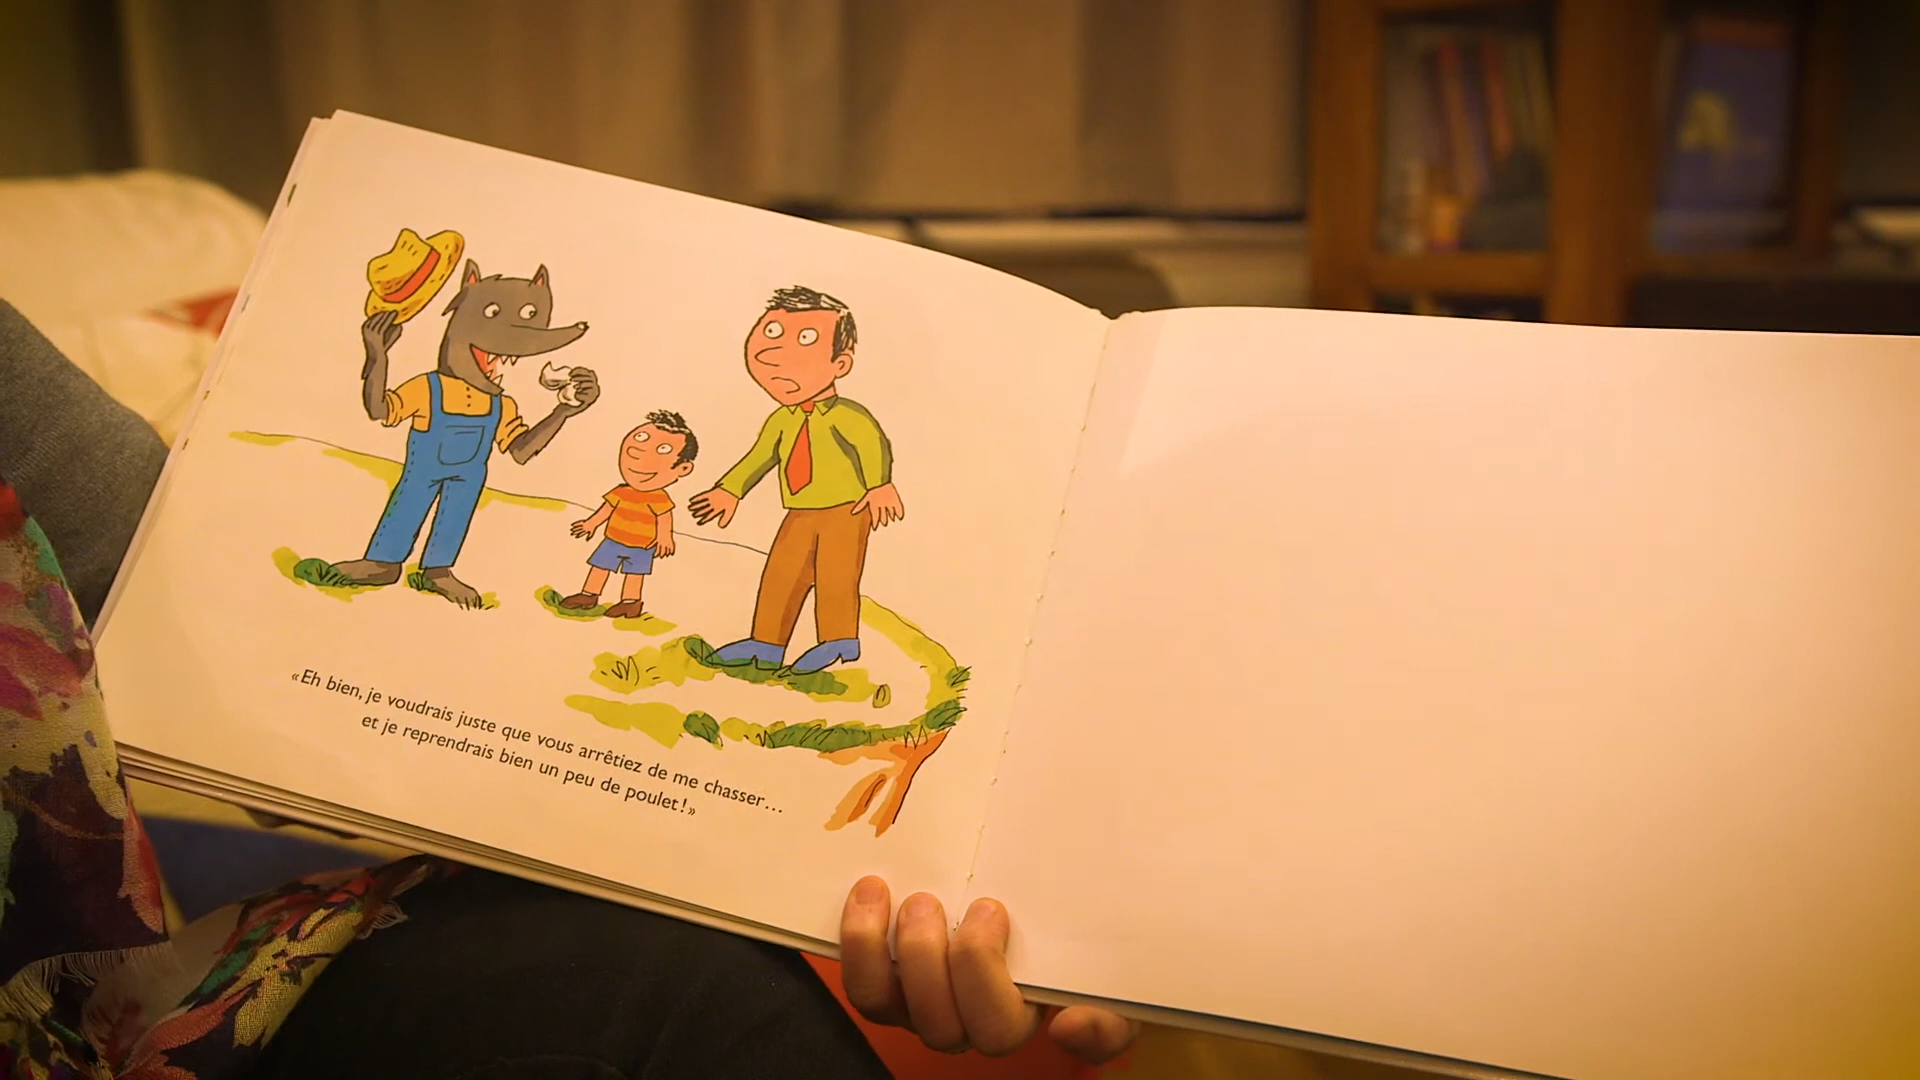 «Eh bien, je voudrais juste que vous arrêtiez de me chasser...
et je reprendrais bien un peu de poulet!»